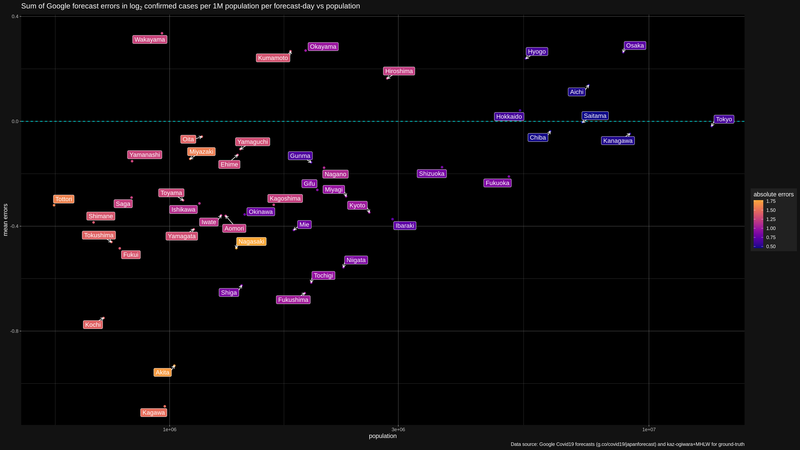 Sum of Google forecast errors in log2 confirmed cases per 1M population per forecast-day vs population
0.4
Wakayama
Okayama
Kumamoto
Hiroshima
Hyogo
Osaka
Aichi
Hokkaido
Saitama
Tokyo
0.0
Chiba
Kanagawa
Oita
Yamaguchi
Miyazaki
Yamanashi
Ehime
Gunma
Nagano
Shizuoka
Gifu
Fukuoka
Miyagi
Toyama
Tottori
Saga
Kagoshima
Kyoto
Ishikawa
Okinawa
Shimane
Iwate
Aomori
Mie
Ibaraki
-0.4
Tokushima
Yamagata
Nagasaki
Fukui
Niigata
Tochigi
Shiga
Fukushima
Kochi
-0.8
Akita
Kagawa
mean errors
1e+06
3e+06
1e+07
population
absolute errors
1.75
1.50
1.25
1.00
0.75
0.50
Data source: Google Covid19 forecasts (g.co/covid19/japanforecast) and kaz-ogiwara+MHLW for ground-truth